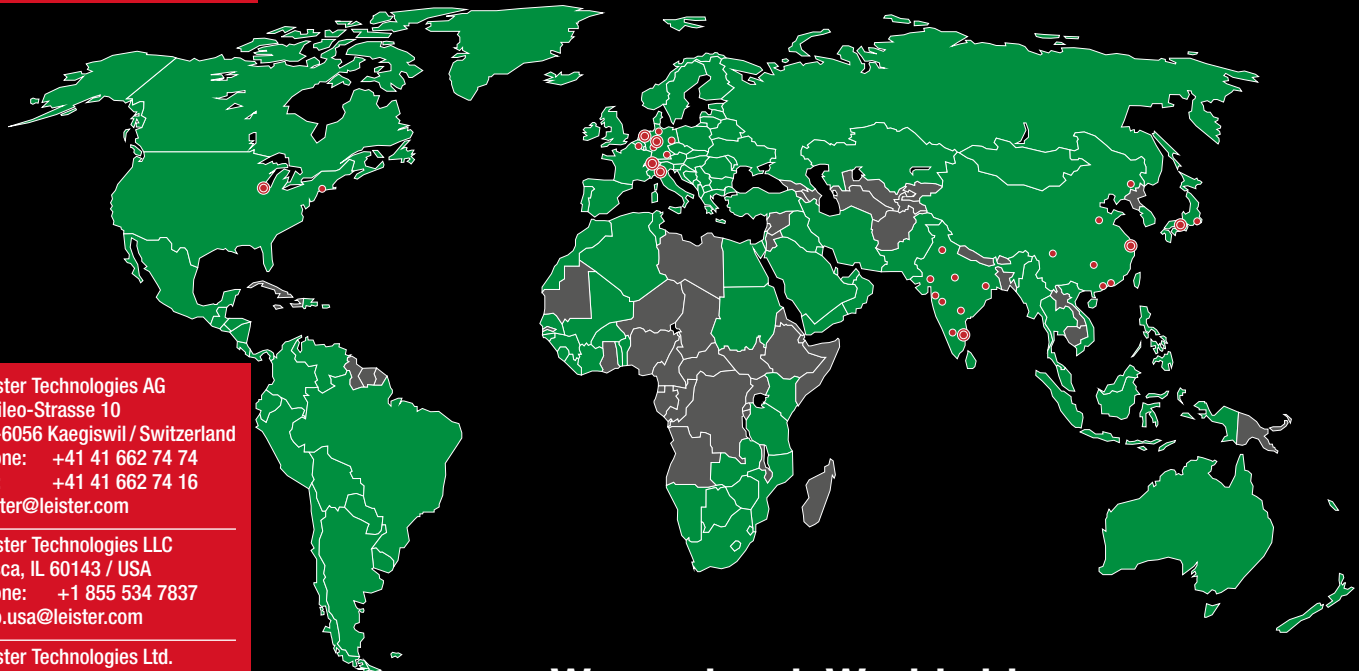 ster Technologies AG
ileo-Strasse 10
-6056 Kaegiswil / Switzerland
one: +41 41 662 74 74
+41 41 662 74 16
ter@leister.com
ster Technologies LLC
sca, IL 60143 / USA
one: +1 855 534 7837
o.usa@leister.com
ster Technologies Ltd.